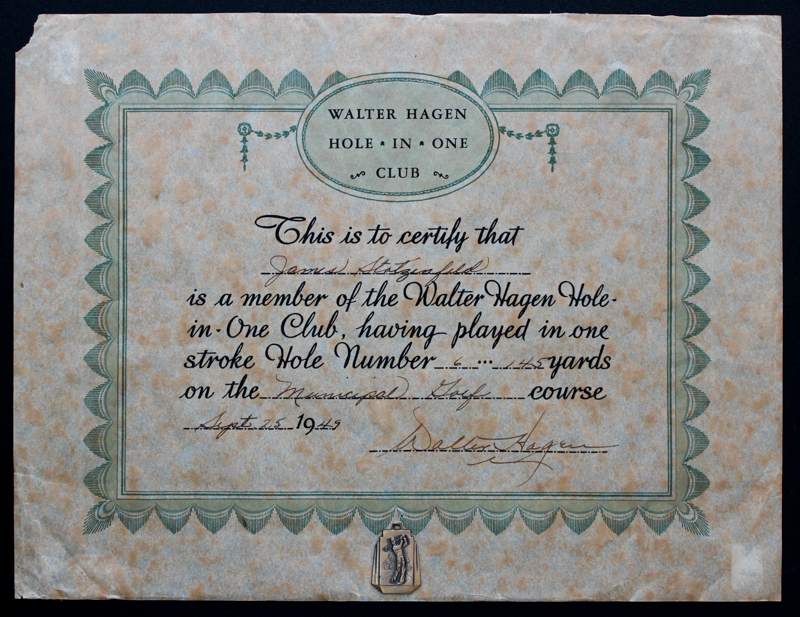 WALTER HAGEN
HOLE * IN * ONE
CLUB
This is to certify that
James Stotzenfeld
is a member of the Walter Hagen Hole-
in-One Club, having played in one
stroke Hole Number 6 ... 145 yards
on the Municipal Golf course
Sept. 25 1949
Walter Hagen